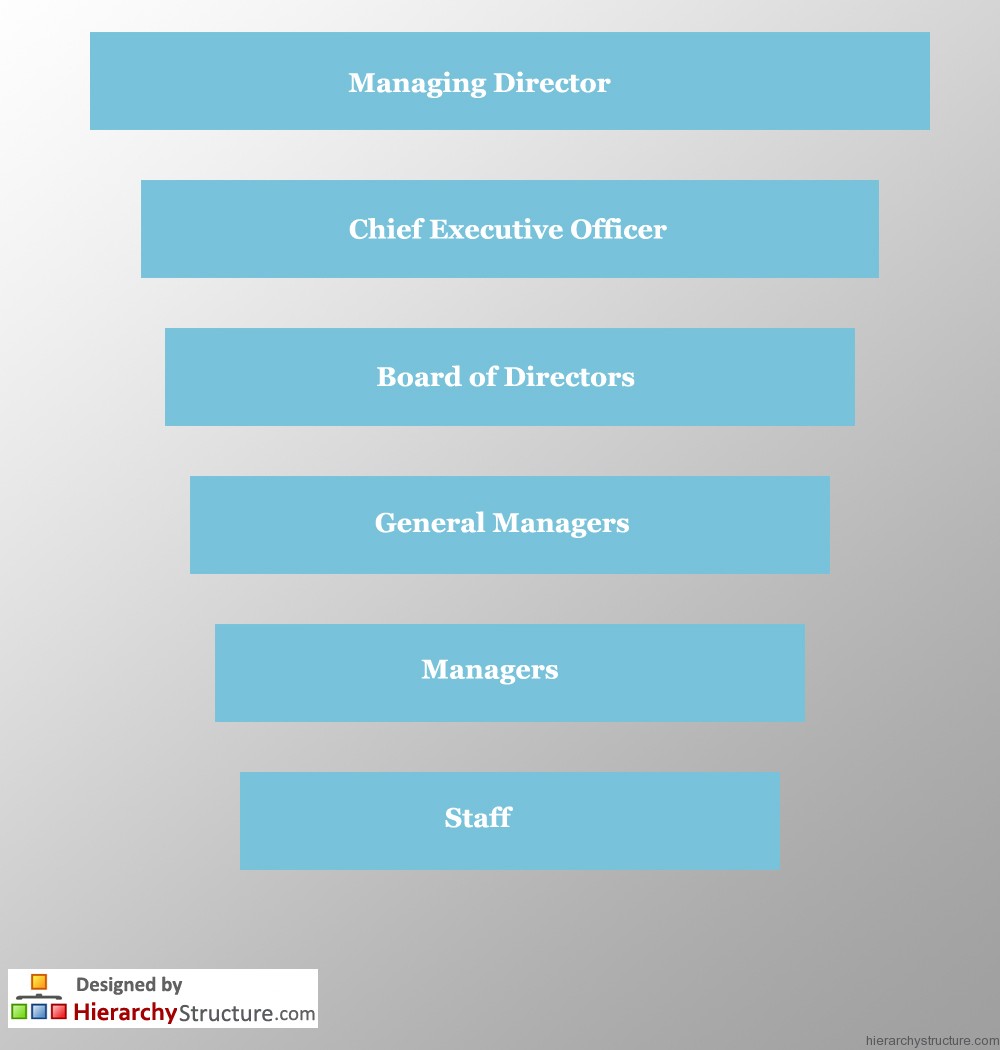 Managing Director
Chief Executive Officer
Board of Directors
General Managers
Managers
Staff
Designed by
HierarchyStructure.com
hierarchystructure.com